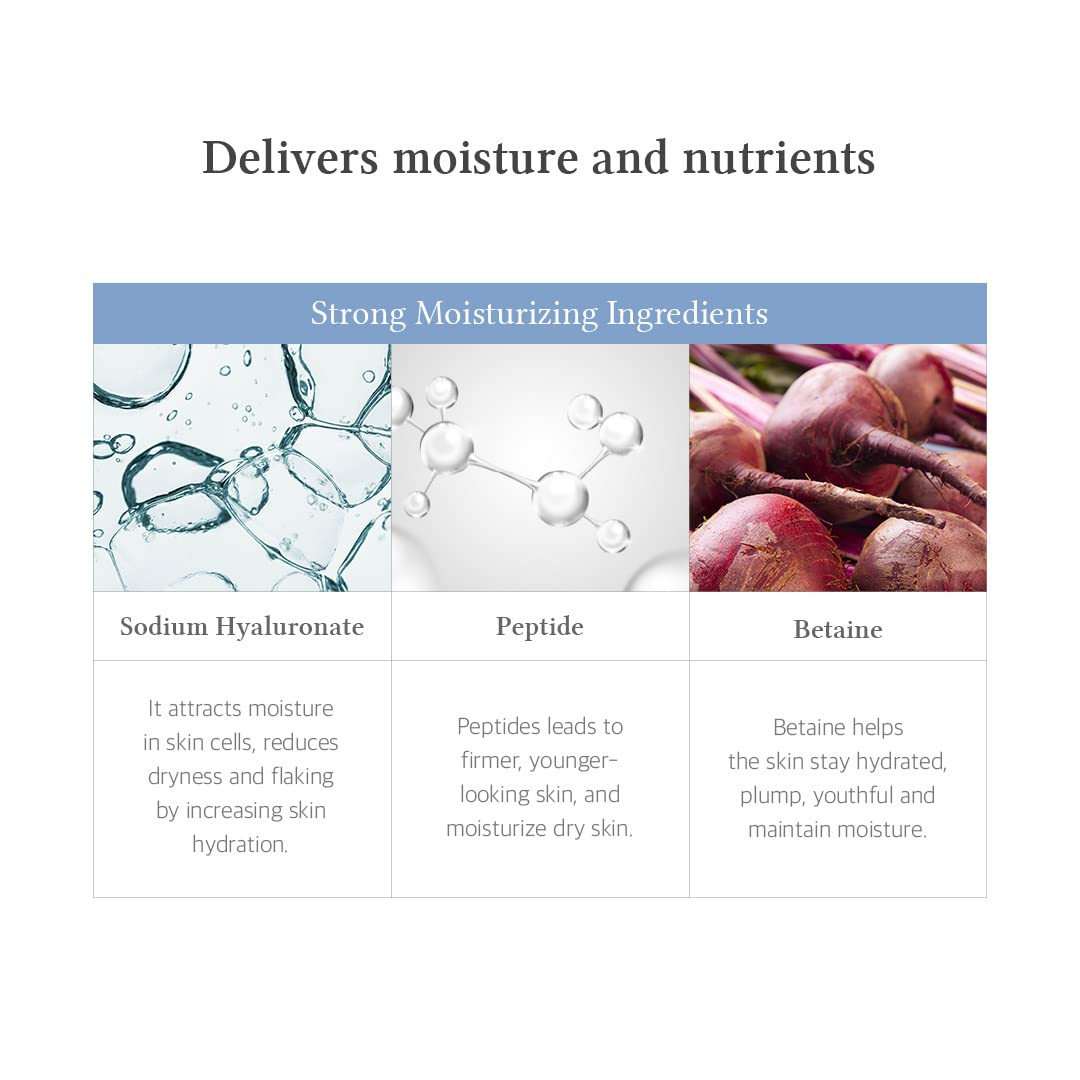 Delivers moisture and nutrients
Strong Moisturizing Ingredients
Sodium Hyaluronate
Peptide
Betaine
It attracts moisture
in skin cells, reduces
dryness and flaking
by increasing skin
hydration.
Peptides leads to
firmer, younger-
looking skin, and
moisturize dry skin.
Betaine helps
the skin stay hydrated,
plump, youthful and
maintain moisture.